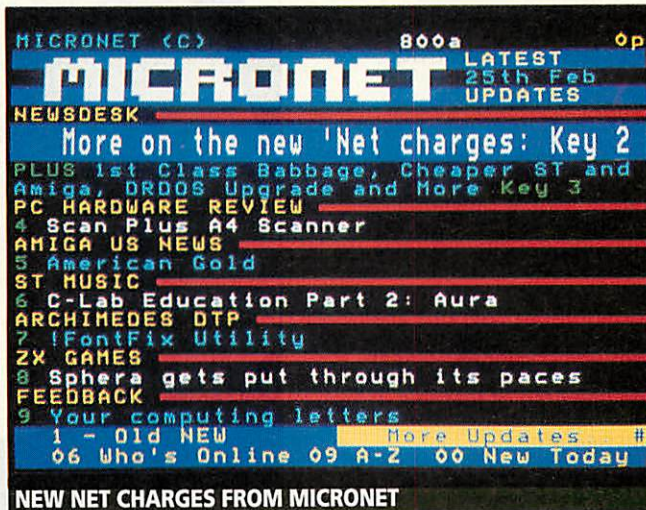 MICRONET (C) 800a 0p
MICRONET
LATEST
25th Feb
UPDATES
NEWSDESK
More on the new 'Net charges: Key 2
PLUS 1st Class Babbage, Cheaper ST and
Amiga, DRDOS Upgrade and More Key 3
PC HARDWARE REVIEW
4 Scan Plus A4 Scanner
AMIGA US NEWS
5 American Gold
ST MUSIC
6 C-Lab Education Part 2: Aura
ARCHIMEDES DTP
7 !FontFix Utility
ZX GAMES
8 Sphera gets put through its paces
FEEDBACK
9 Your computing letters
1 - Old NEW More Updates #
06 Who's Online 09 A-Z 00 New Today
NEW NET CHARGES FROM MICRONET